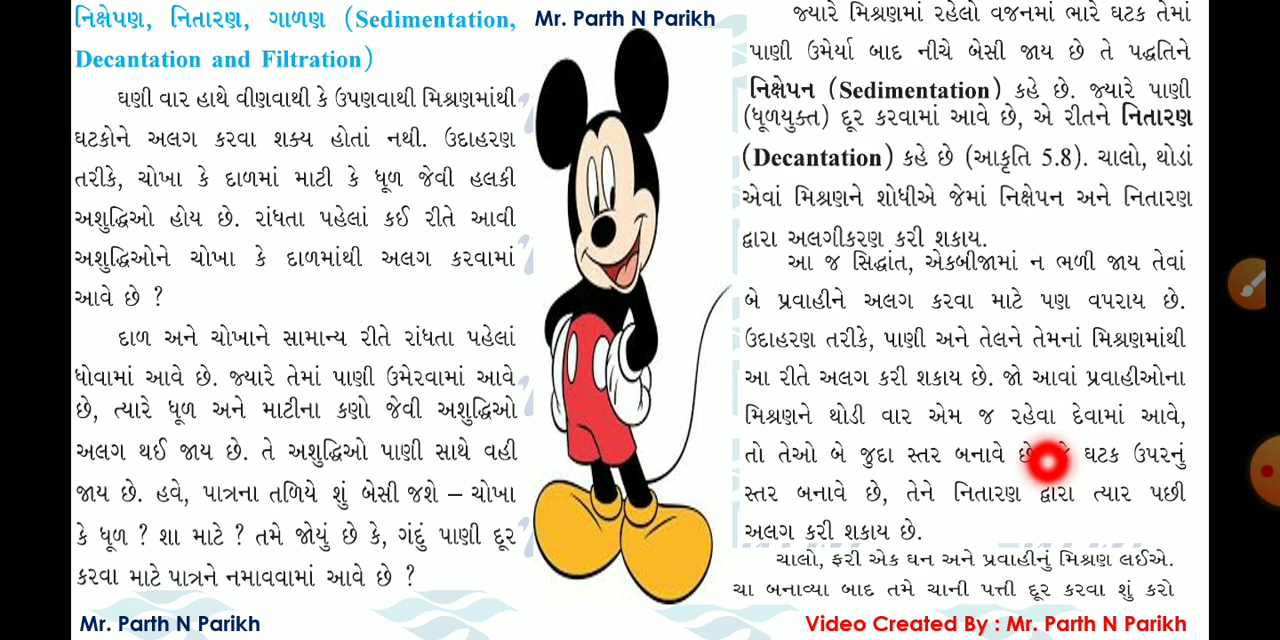 નિક્ષેપણ, નિતારણ, ગાળણ (Sedimentation,
Decantation and Filtration)
ઘણી વાર હાથે વીણવાથી કે ઉપણવાથી મિશ્રણમાંથી
ઘટકોને અલગ કરવા શક્ય હોતાં નથી. ઉદાહરણ
તરીકે, ચોખા કે દાળમાં માટી કે ધૂળ જેવી હલકી
અશુદ્ધિઓ હોય છે. રાંધતા પહેલાં કઈ રીતે આવી
અશુદ્ધિઓને ચોખા કે દાળમાંથી અલગ કરવામાં
આવે છે ?
દાળ અને ચોખાને સામાન્ય રીતે રાંધતા પહેલાં
ધોવામાં આવે છે. જ્યારે તેમાં પાણી ઉમેરવામાં આવે
છે, ત્યારે ધૂળ અને માટીના કણો જેવી અશુદ્ધિઓ
અલગ થઈ જાય છે. તે અશુદ્ધિઓ પાણી સાથે વહી
જાય છે. હવે, પાત્રના તળિયે શું બેસી જશે – ચોખા
કે ધૂળ ? શા માટે ? તમે જોયું છે કે, ગંદું પાણી દૂર
કરવા માટે પાત્રને નમાવવામાં આવે છે ?
Mr. Parth N Parikh
Mr. Parth N Parikh
જ્યારે મિશ્રણમાં રહેલો વજનમાં ભારે ઘટક તેમાં
પાણી ઉમેર્યા બાદ નીચે બેસી જાય છે તે પદ્ધતિને
નિક્ષેપન (Sedimentation) કહે છે. જ્યારે પાણી
(ધૂળયુક્ત) દૂર કરવામાં આવે છે, એ રીતને નિતારણ
(Decantation) કહે છે (આકૃતિ 5.8). ચાલો, થોડાં
એવાં મિશ્રણને શોધીએ જેમાં નિક્ષેપન અને નિતારણ
દ્વારા અલગીકરણ કરી શકાય.
આ જ સિદ્ધાંત, એકબીજામાં ન ભળી જાય તેવાં
બે પ્રવાહીને અલગ કરવા માટે પણ વપરાય છે.
ઉદાહરણ તરીકે, પાણી અને તેલને તેમનાં મિશ્રણમાંથી
આ રીતે અલગ કરી શકાય છે. જો આવાં પ્રવાહીઓના
મિશ્રણને થોડી વાર એમ જ રહેવા દેવામાં આવે,
તો તેઓ બે જુદા સ્તર બનાવે ઘટક ઉપરનું
સ્તર બનાવે છે, તેને નિતારણ દ્વારા ત્યાર પછી
અલગ કરી શકાય છે.
ચાલો, ફરી એક ઘન અને પ્રવાહીનું મિશ્રણ લઈએ.
ચા બનાવ્યા બાદ તમે ચાની પત્તી દૂર કરવા શું કરો
Video Created By : Mr. Parth N Parikh